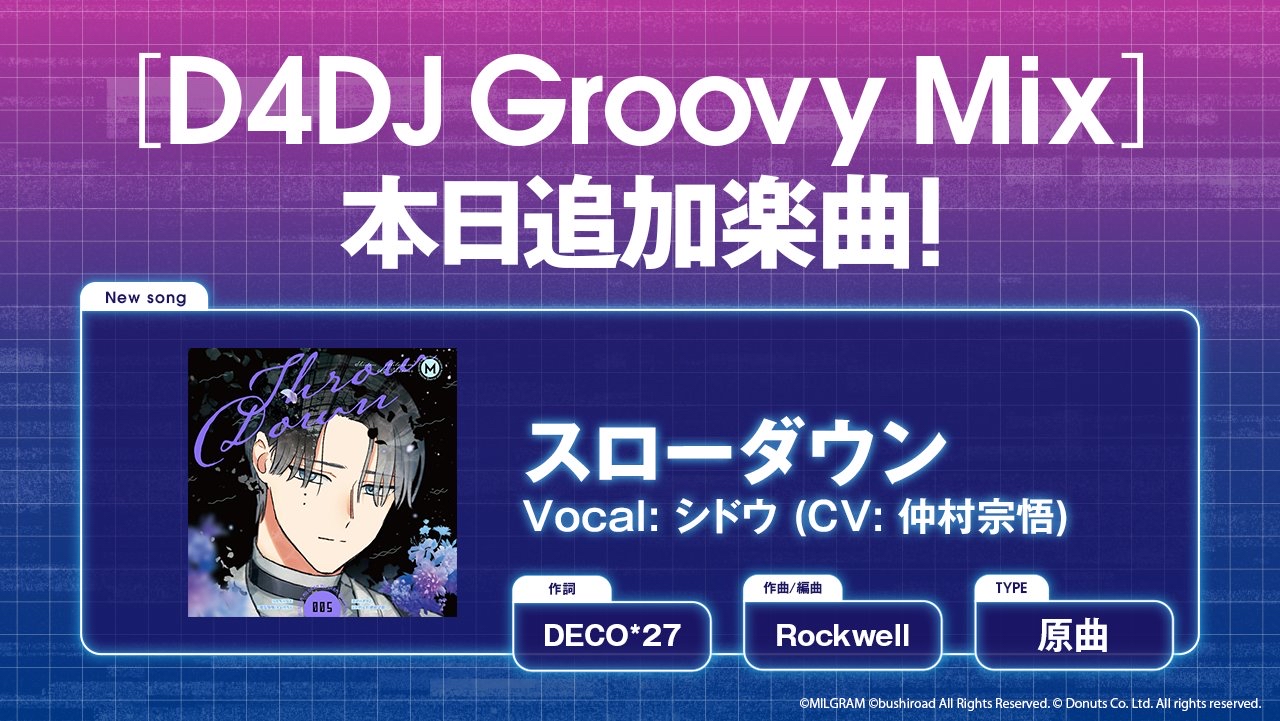 [D4DJ Groovy Mix]
本日追加楽曲!
New song
Throw
Down
M
005
スローダウン
Vocal: シドウ (CV: 仲村宗悟)
作詞
DECO*27
作曲/編曲
Rockwell
TYPE
原曲
©MILGRAM ©bushiroad All Rights Reserved. © Donuts Co. Ltd. All rights reserved.